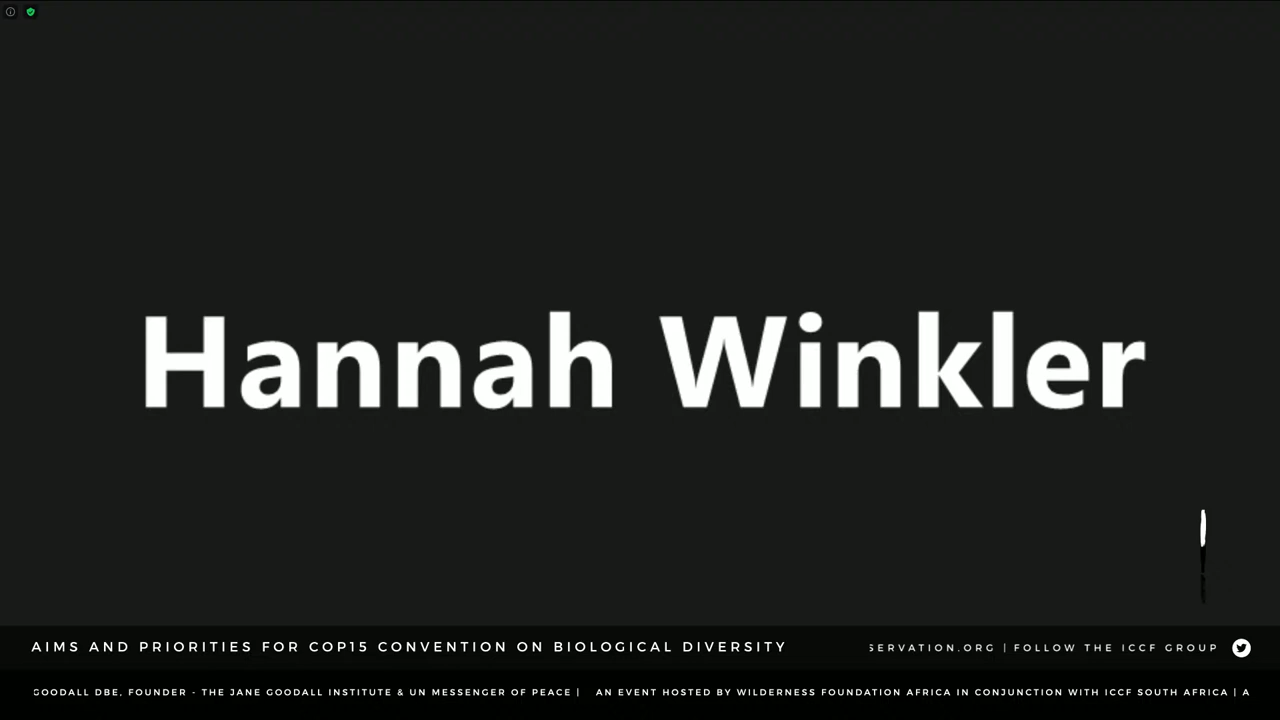 Hannah Winkler
AIMS AND PRIORITIES FOR COP15 CONVENTION ON BIOLOGICAL DIVERSITY
SERVATION.ORG | FOLLOW THE ICCF GROUP
GOODALL DBE, FOUNDER - THE JANE GOODALL INSTITUTE & UN MESSENGER OF PEACE | AN EVENT HOSTED BY WILDERNESS FOUNDATION AFRICA IN CONJUNCTION WITH ICCF SOUTH AFRICA | A